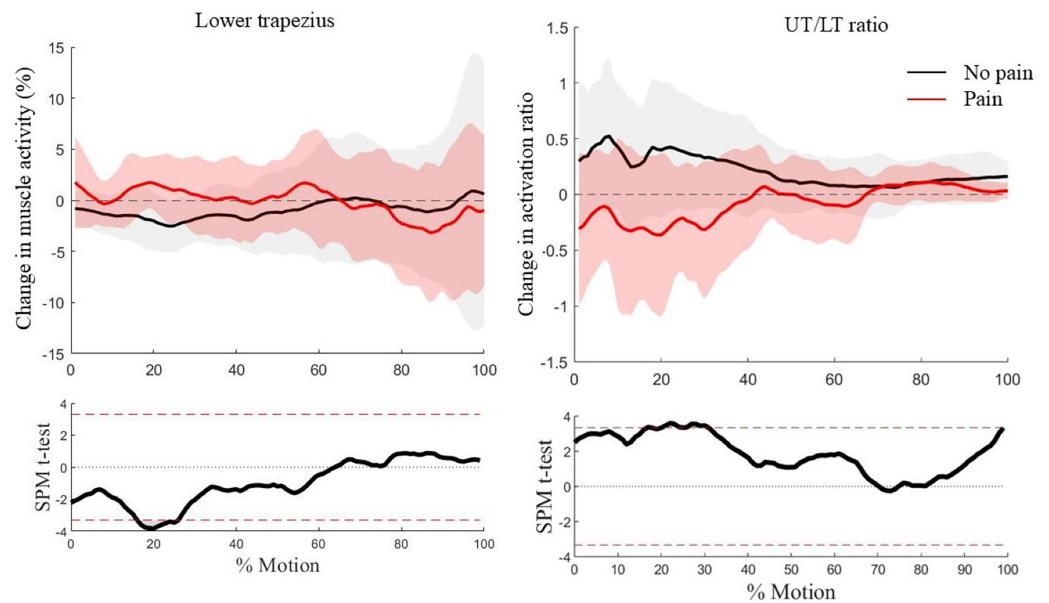 Lower trapezius
Change in muscle activity (%)
15
10
5
0
-5
-10
-15
0 20 40 60 80 100
SPM t-test
4
2
0
-2
-4
0 20 40 60 80 100
% Motion
UT/LT ratio
No pain
Pain
Change in activation ratio
1.5
1
0.5
0
-0.5
-1
-1.5
0 20 40 60 80 100
SPM t-test
4
2
0
-2
-4
0 10 20 30 40 50 60 70 80 90 100
% Motion